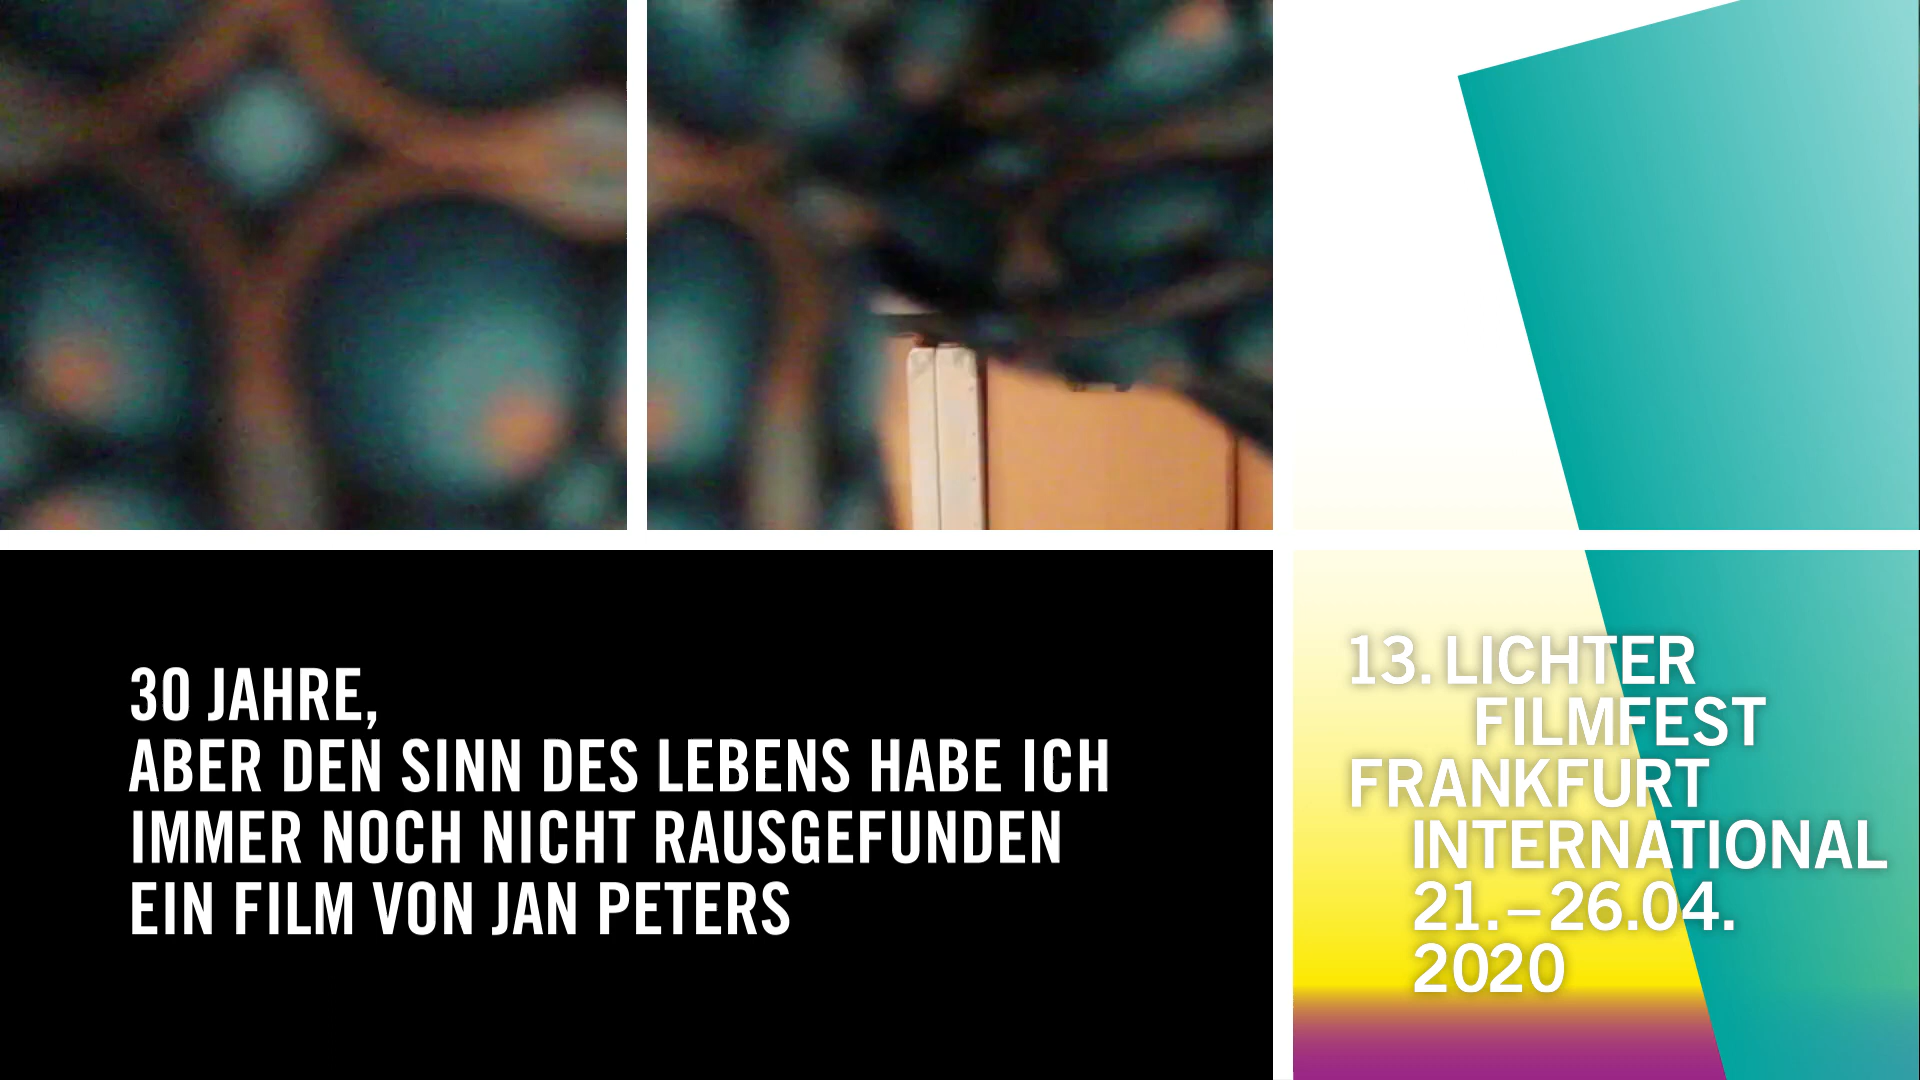 30 JAHRE,
ABER DEN SINN DES LEBENS HABE ICH
IMMER NOCH NICHT RAUSGEFUNDEN
EIN FILM VON JAN PETERS
13. LICHTER
FILMFEST
FRANKFURT
INTERNATIONAL
21.–26.04.
2020